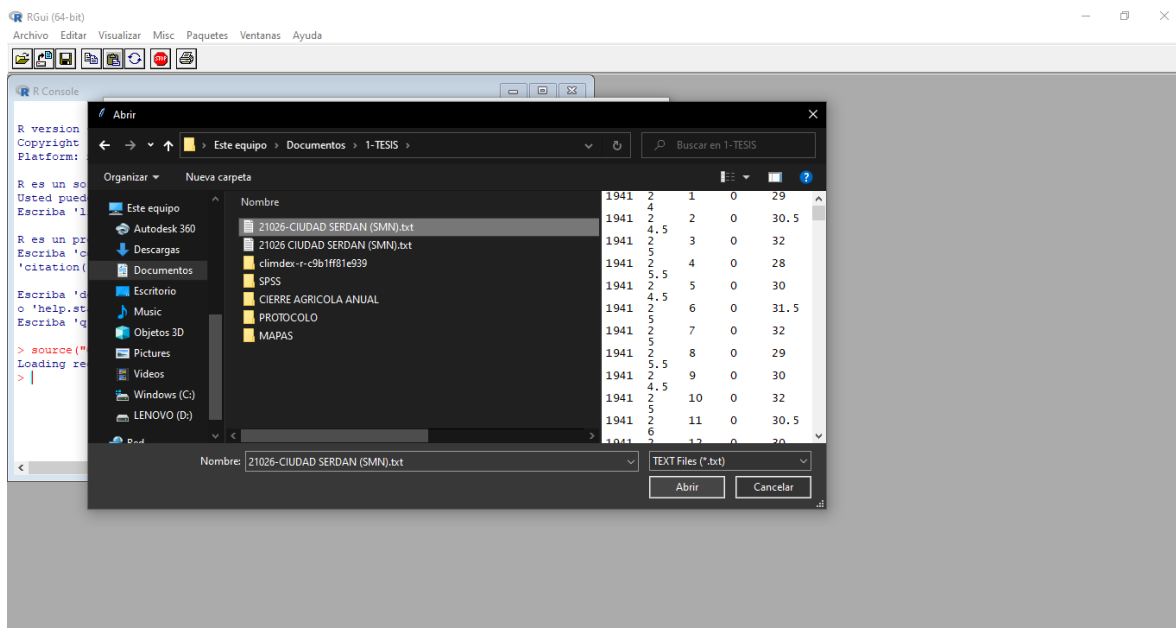 RGui (64-bit)
Archivo Editar Visualizar Misc Paquetes Ventanas Ayuda
STOP
R Console
R version
Copyright
Platform:
R es un so
Usted pued
Escriba 'l
R es un pr
Escriba 'c
'citation(
Escriba 'd
o 'help.st
Escriba 'q
> source("
Loading re
>
Abrir
Este equipo > Documentos > 1-TESIS >
Buscar en 1-TESIS
Organizar Nueva carpeta
Este equipo
Autodesk 360
Descargas
Documentos
Escritorio
Music
Objetos 3D
Pictures
Videos
Windows (C:)
LENOVO (D:)
Red
Nombre
21026-CIUDAD SERDAN (SMN).txt
21026 CIUDAD SERDAN (SMN).txt
climdex-r-c9b1ff81e939
SPSS
CIERRE AGRICOLA ANUAL
PROTOCOLO
MAPAS
1941 2 1 0 29
4
1941 2 2 0 30.5
4.5
1941 2 3 0 32
5
1941 2 4 0 28
5.5
1941 2 5 0 30
4.5
1941 2 6 0 31.5
5
1941 2 7 0 32
5
1941 2 8 0 29
5.5
1941 2 9 0 30
4.5
1941 2 10 0 32
5
1941 2 11 0 30.5
6
1941 2 12 0 30
Nombre: 21026-CIUDAD SERDAN (SMN).txt
TEXT Files (*.txt)
Abrir Cancelar